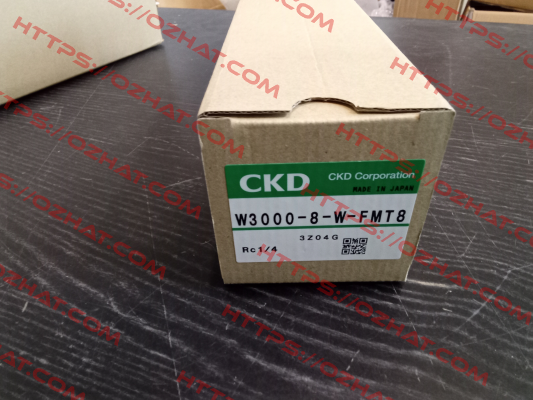 CKD CKD Corporation
MADE IN JAPAN
W3000-8-W-FMT8
3Z04G
Rc1/4
HTTPS://OZHAT.COM